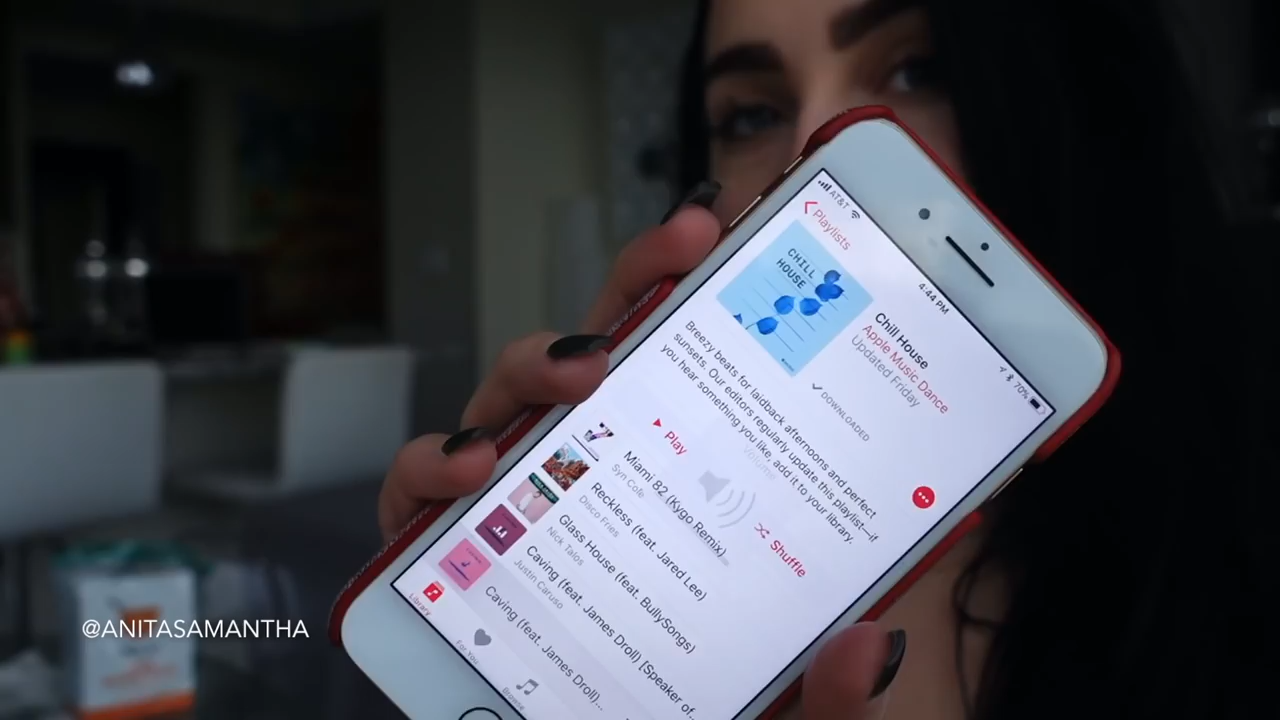 AT&T
4:44 PM
70%
Playlists
CHILL
HOUSE
Chill House
Apple Music Dance
Updated Friday
DOWNLOADED
Breezy beats for laidback afternoons and perfect
sunsets. Our editors regularly update this playlist—if
you hear something you like, add it to your library.
Play
Shuffle
Volume
Miami 82 (Kygo Remix)
Syn Cole
Reckless (feat. Jared Lee)
Disco Fries
Glass House (feat. BullySongs)
Nick Talos
Caving (feat. James Droll) [Speaker of...
Justin Caruso
Caving (feat. James Droll)...
Library
For You
Browse
@ANITASAMANTHA